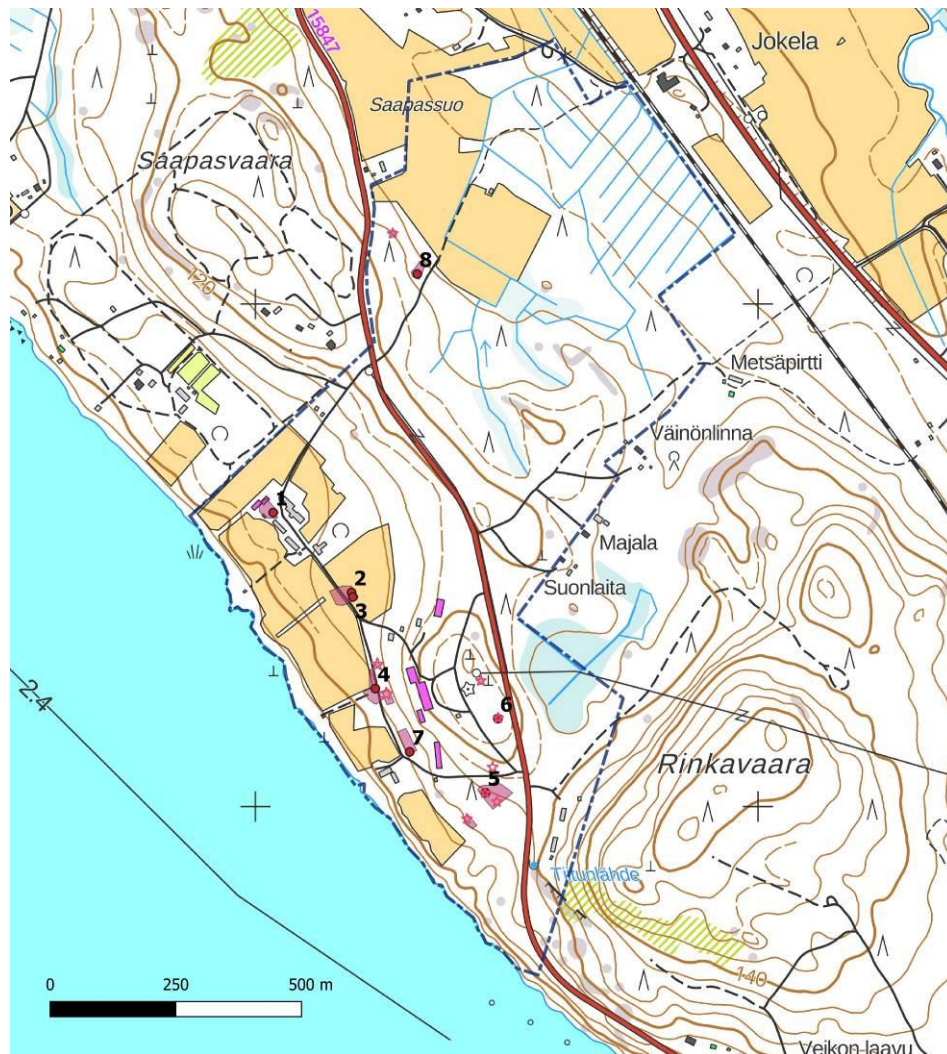 15847
Jokela
Saapassuo
Saapasvaara
8
120
Metsäpirtti
Väinönlinna
1
Majala
2
Suonlaita
3
4
2.4
6
7
Rinkavaara
5
Tiitunlähde
0 250 500 m
140
Veikon laavu